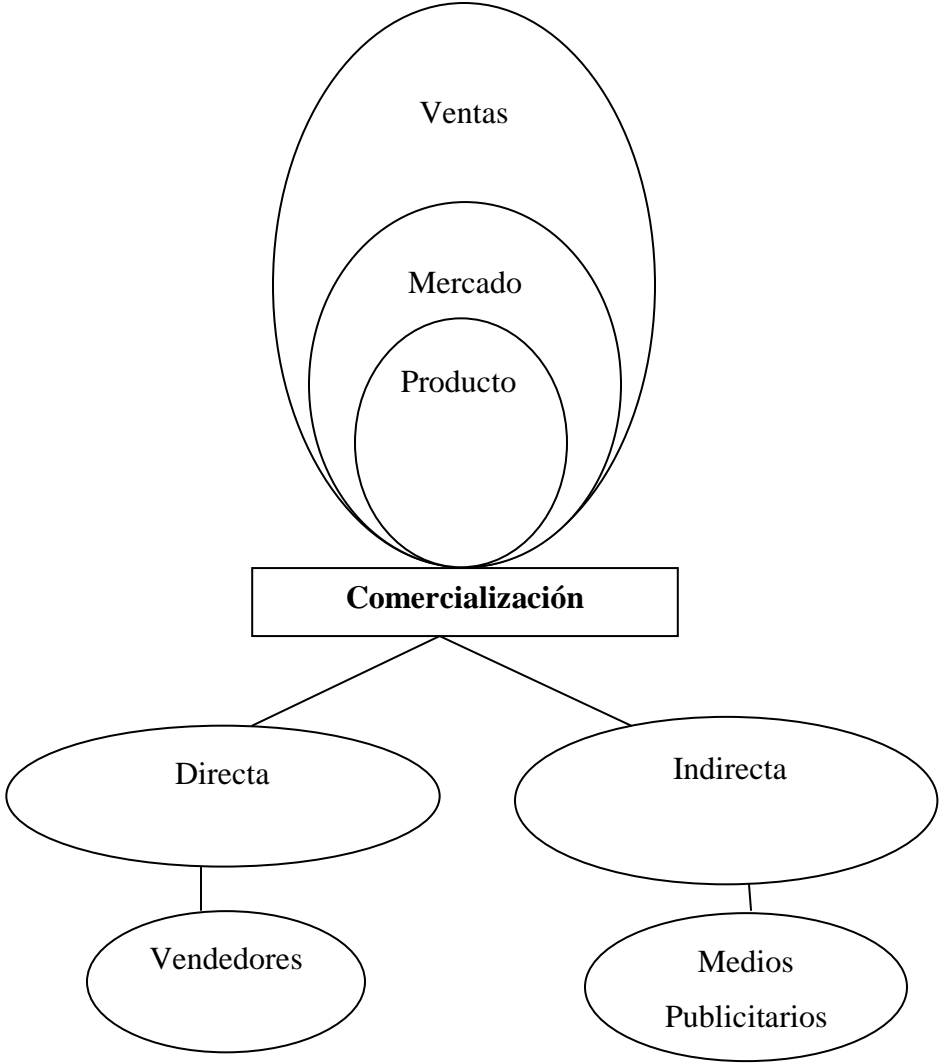 Ventas
Mercado
Producto
Comercialización
Directa
Indirecta
Vendedores
Medios
Publicitarios